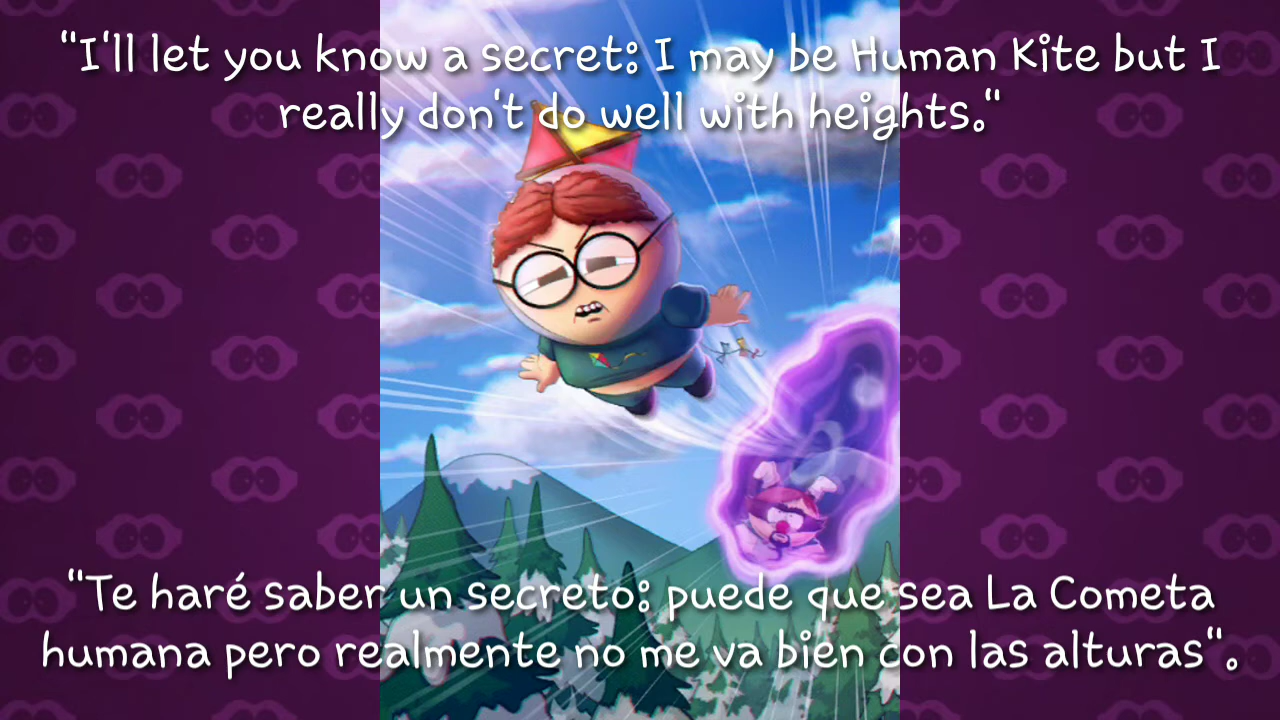 "I'll let you know a secret: I may be Human Kite but I
really don't do well with heights."
"Te haré saber un secreto: puede que sea La Cometa
humana pero realmente no me va bien con las alturas".